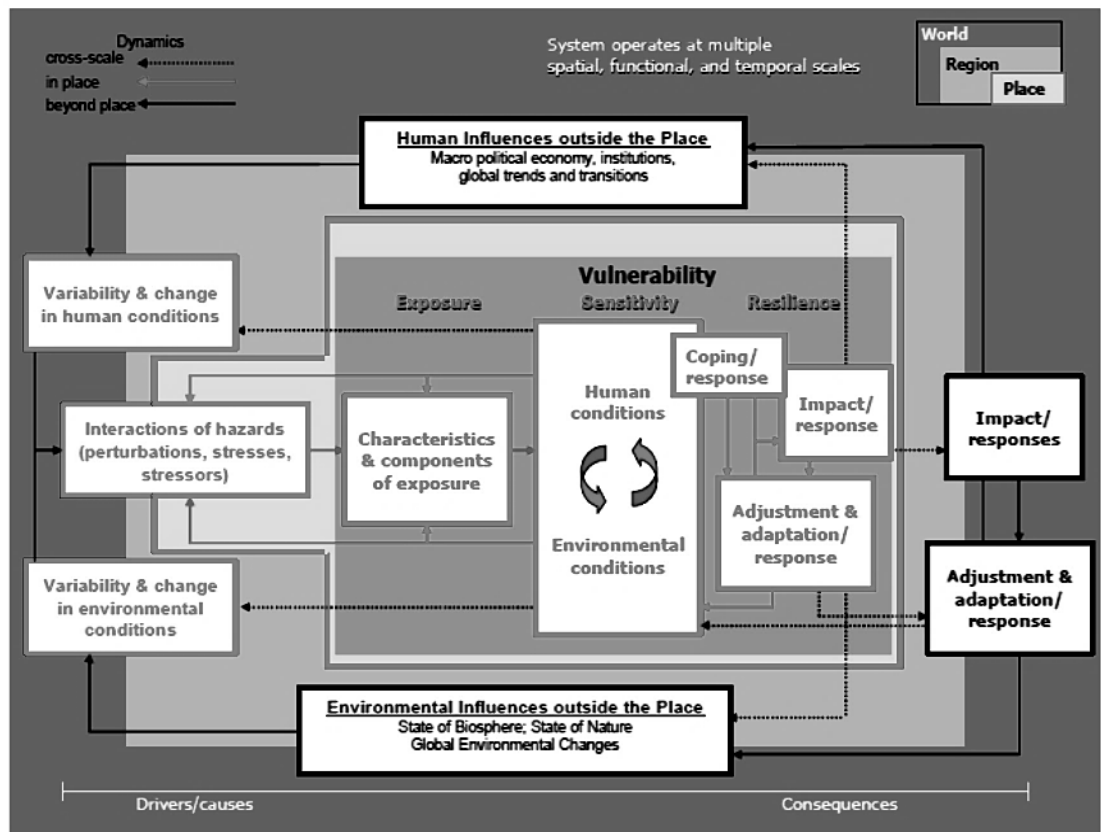 Dynamics
cross-scale
in place
beyond place
System operates at multiple
spatial, functional, and temporal scales
World
Region
Place
Human Influences outside the Place
Macro political economy, institutions,
global trends and transitions
Variability & change
in human conditions
Vulnerability
Exposure
Sensitivity
Resilience
Coping/
response
Human
conditions
Impact/
response
Impact/
responses
Interactions of hazards
(perturbations, stresses,
stressors)
Characteristics
& components
of exposure
Adjustment &
adaptation/
response
Environmental
conditions
Variability & change
in environmental
conditions
Adjustment &
adaptation/
response
Environmental Influences outside the Place
State of Biosphere; State of Nature
Global Environmental Changes
Drivers/causes
Consequences